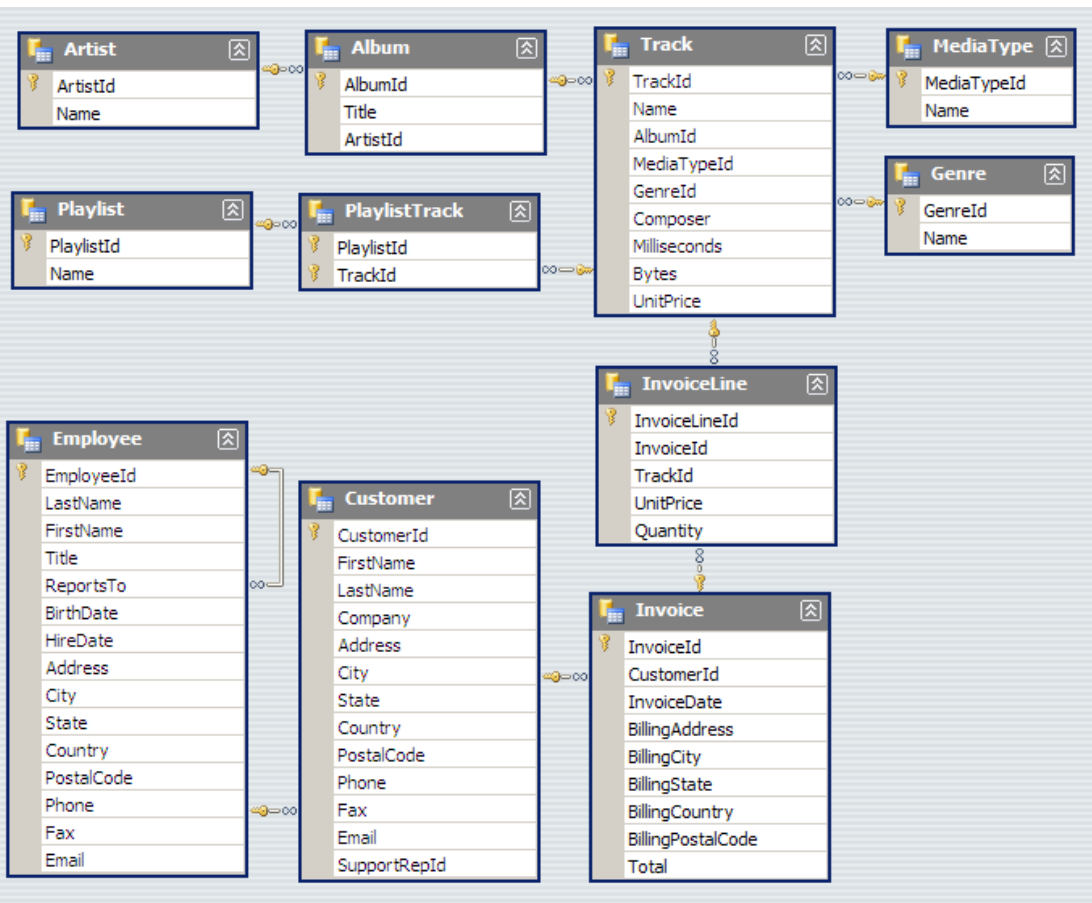 Artist
ArtistId
Name
Album
AlbumId
Title
ArtistId
Track
TrackId
Name
AlbumId
MediaTypeId
GenreId
Composer
Milliseconds
Bytes
UnitPrice
MediaType
MediaTypeId
Name
Genre
GenreId
Name
Playlist
PlaylistId
Name
PlaylistTrack
PlaylistId
TrackId
InvoiceLine
InvoiceLineId
InvoiceId
TrackId
UnitPrice
Quantity
Employee
EmployeeId
LastName
FirstName
Title
ReportsTo
BirthDate
HireDate
Address
City
State
Country
PostalCode
Phone
Fax
Email
Customer
CustomerId
FirstName
LastName
Company
Address
City
State
Country
PostalCode
Phone
Fax
Email
SupportRepId
Invoice
InvoiceId
CustomerId
InvoiceDate
BillingAddress
BillingCity
BillingState
BillingCountry
BillingPostalCode
Total